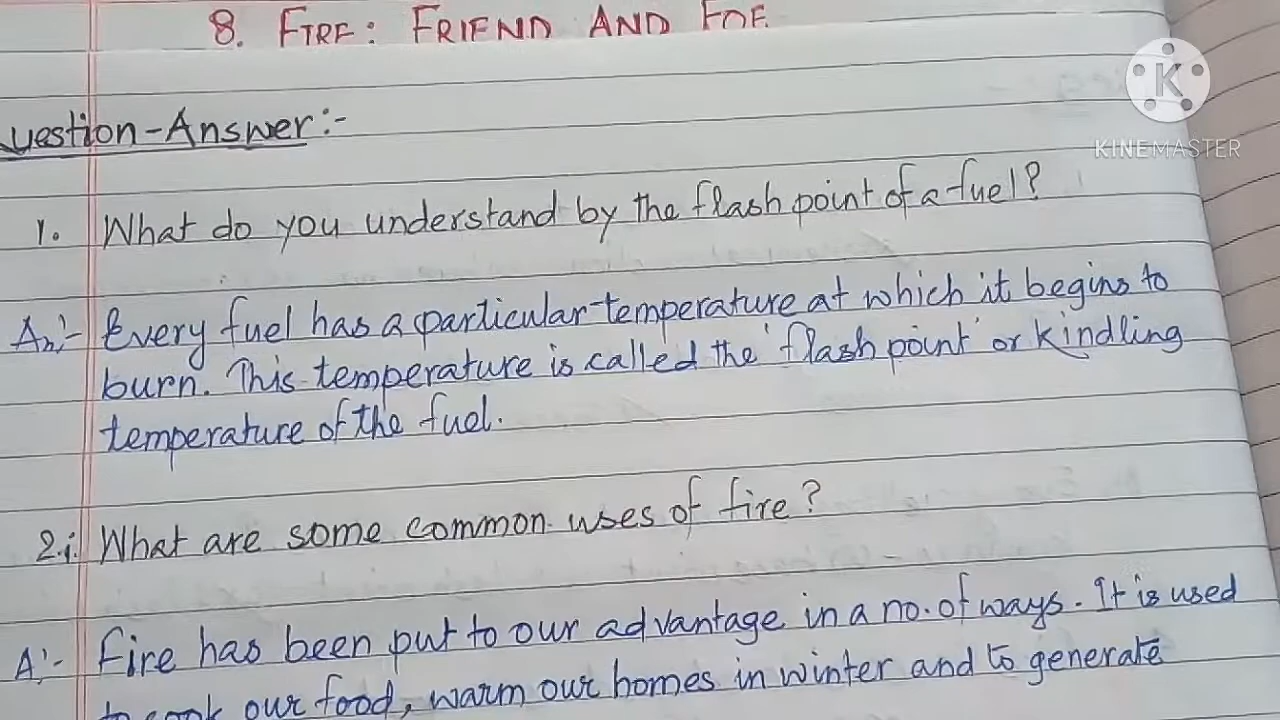 8. FIRE: FRIEND AND FOE
uestion-Answer:-
KINEMASTER
1. What do you understand by the flash point of a fuel?
An:- Every fuel has a particular temperature at which it begins to
burn. This temperature is called the 'flash point' or kindling
temperature of the fuel.
2.i. What are some common uses of fire?
A:- Fire has been put to our advantage in a no. of ways. It is used
to cook our food, warm our homes in winter and to generate